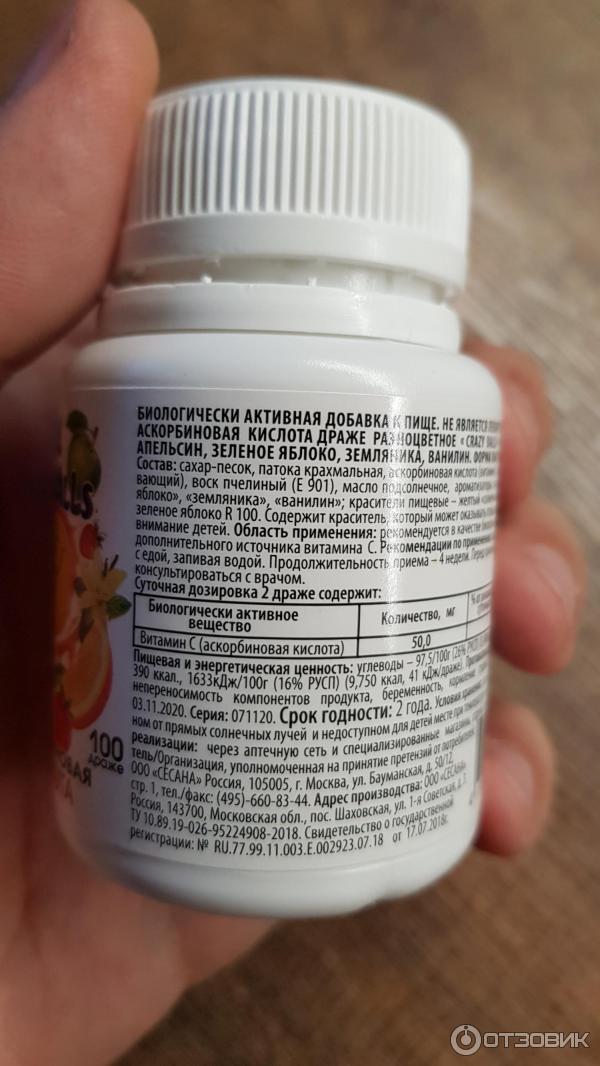 БИОЛОГИЧЕСКИ АКТИВНАЯ ДОБАВКА К ПИЩЕ. НЕ ЯВЛЯЕТСЯ
АСКОРБИНОВАЯ КИСЛОТА ДРАЖЕ РАЗНОЦВЕТНОЕ «CRAZY
АПЕЛЬСИН, ЗЕЛЕНОЕ ЯБЛОКО, ЗЕМЛЯНИКА, ВАНИЛИН. ФОРМА
Состав: сахар-песок, патока крахмальная, аскорбиновая кислота
вающий), воск пчелиный (Е 901), масло подсолнечное,
яблоко», «земляника», «ванилин»; красители пищевые – желтый
зеленое яблоко R 100. Содержит краситель, который может оказывать
внимание детей. Область применения: рекомендуется в качестве
дополнительного источника витамина С. Рекомендации по
с едой, запивая водой. Продолжительность приема – 4 недели. Перед
консультироваться с врачом.
Суточная дозировка 2 драже содержит:
Биологически активное вещество
Количество, мг
Витамин С (аскорбиновая кислота)
50,0
Пищевая и энергетическая ценность: углеводы – 97,5/100г (26% РУСП)
390 ккал., 1633кДж/100г (16% РУСП) (9,750 ккал, 41 кДж/драже).
непереносимость компонентов продукта, беременность,
03.11.2020. Серия: 071120. Срок годности: 2 года. Условия хранения:
ном от прямых солнечных лучей и недоступном для детей месте при
реализации: через аптечную сеть и специализированные магазины,
тель/Организация, уполномоченная на принятие претензий от потребителя
ООО «СЕСАНА» Россия, 105005, г. Москва, ул. Бауманская, д. 50/12,
стр. 1, тел./факс: (495)-660-83-44. Адрес производства: ООО «СЕСАНА»
Россия, 143700, Московская обл., пос. Шаховская, ул. 1-я Советская,
ТУ 10.89.19-026-95224908-2018. Свидетельство о государственной
регистрации: № RU.77.99.11.003.Е.002923.07.18 от 17.07.2018г.
100
драже
ОТЗОВИК